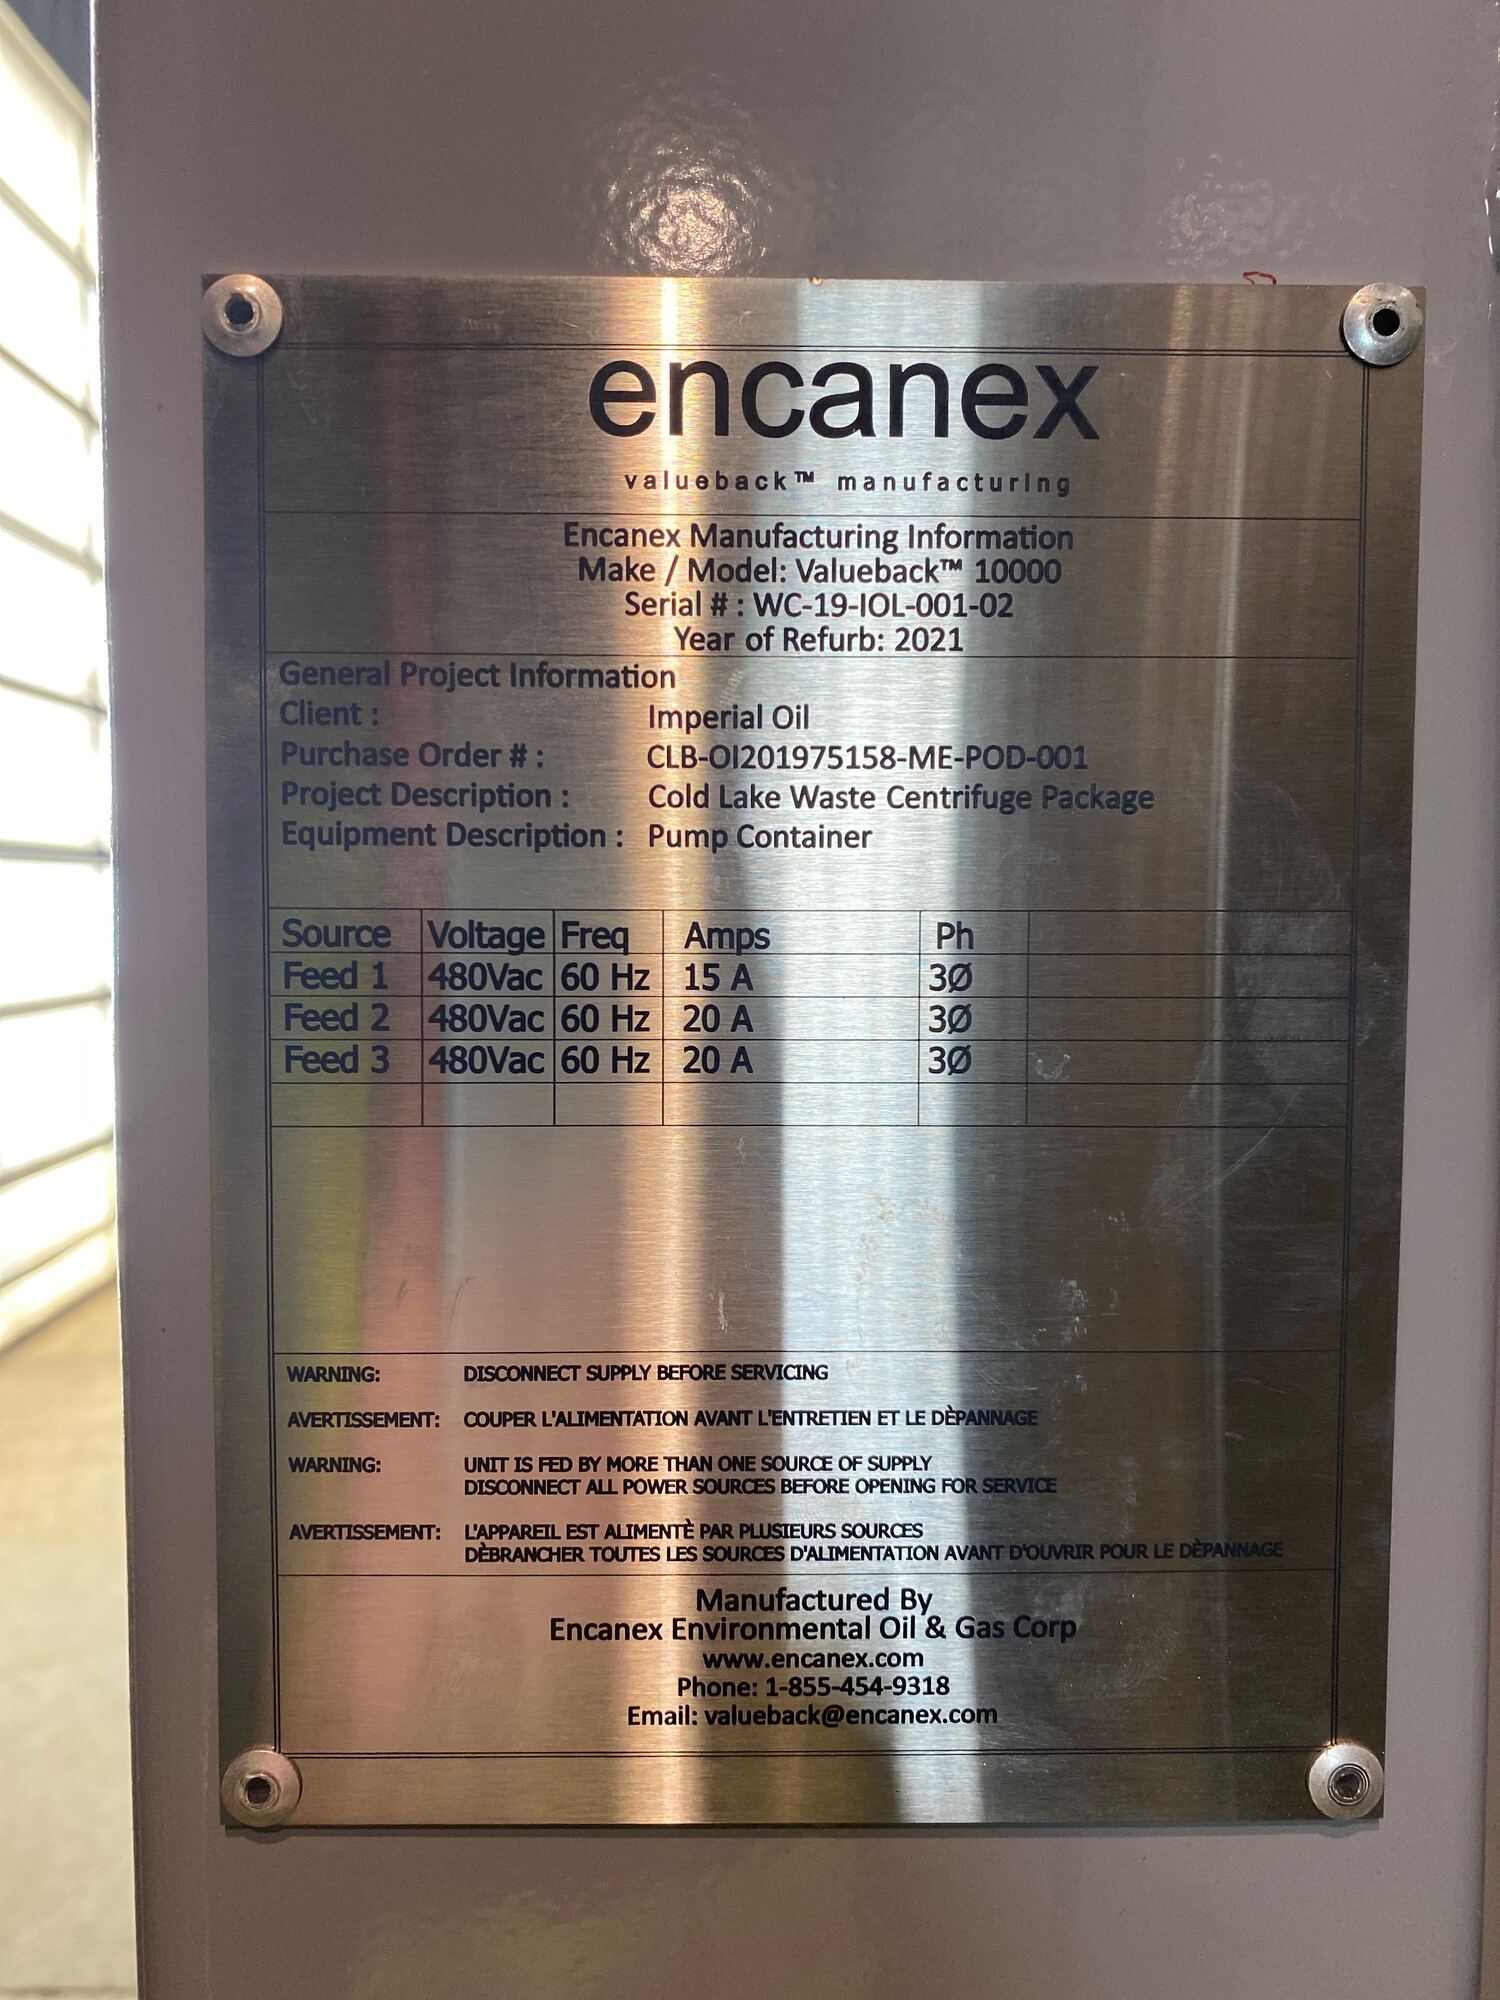 encanex
valueback™ manufacturing
Encanex Manufacturing Information
Make / Model: Valueback™ 10000
Serial # : WC-19-IOL-001-02
Year of Refurb: 2021
General Project Information
Client : Imperial Oil
Purchase Order # : CLB-OI201975158-ME-POD-001
Project Description : Cold Lake Waste Centrifuge Package
Equipment Description : Pump Container
Source Voltage Freq Amps Ph
Feed 1 480Vac 60 Hz 15 A 3Ø
Feed 2 480Vac 60 Hz 20 A 3Ø
Feed 3 480Vac 60 Hz 20 A 3Ø
WARNING: DISCONNECT SUPPLY BEFORE SERVICING
AVERTISSEMENT: COUPER L'ALIMENTATION AVANT L'ENTRETIEN ET LE DÈPANNAGE
WARNING: UNIT IS FED BY MORE THAN ONE SOURCE OF SUPPLY
DISCONNECT ALL POWER SOURCES BEFORE OPENING FOR SERVICE
AVERTISSEMENT: L'APPAREIL EST ALIMENTÈ PAR PLUSIEURS SOURCES
DÈBRANCHER TOUTES LES SOURCES D'ALIMENTATION AVANT D'OUVRIR POUR LE DÈPANNAGE
Manufactured By
Encanex Environmental Oil & Gas Corp
www.encanex.com
Phone: 1-855-454-9318
Email: valueback@encanex.com